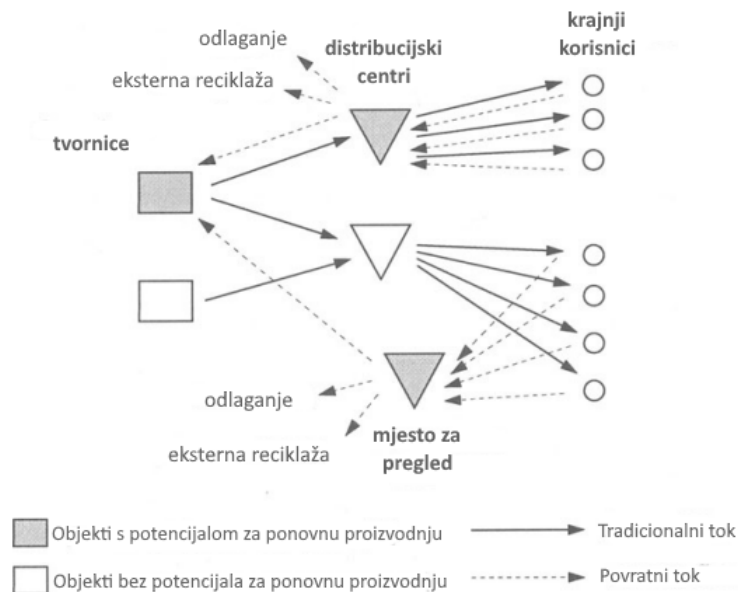 odlaganje
distribucijski
centri
krajnji
korisnici
eksterna reciklaža
tvornice
odlaganje
eksterna reciklaža
mjesto za
pregled
Objekti s potencijalom za ponovnu proizvodnju
Tradicionalni tok
Objekti bez potencijala za ponovnu proizvodnju
Povratni tok